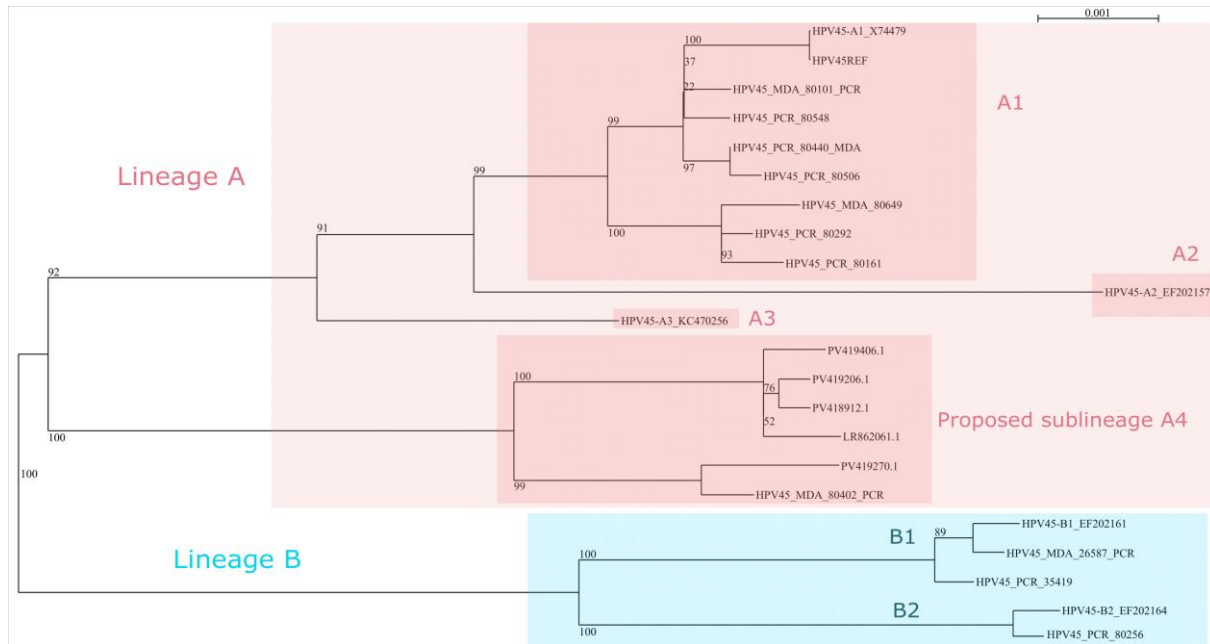 0.001
100
HPV45-A1_X74479
37
HPV45REF
A1
22
HPV45_MDA_80101_PCR
HPV45_PCR_80548
99
HPV45_PCR_80440_MDA
97
HPV45_PCR_80506
Lineage A
99
HPV45_MDA_80649
100
HPV45_PCR_80292
91
93
HPV45_PCR_80161
A2
92
HPV45-A2_EF202157
HPV45-A3_KC470256
A3
PV419406.1
100
76
PV419206.1
PV418912.1
52
Proposed sublineage A4
100
LR862061.1
PV419270.1
100
99
HPV45_MDA_80402_PCR
HPV45-B1_EF202161
B1
89
Lineage B
100
HPV45_MDA_26587_PCR
HPV45_PCR_35419
B2
HPV45-B2_EF202164
100
HPV45_PCR_80256